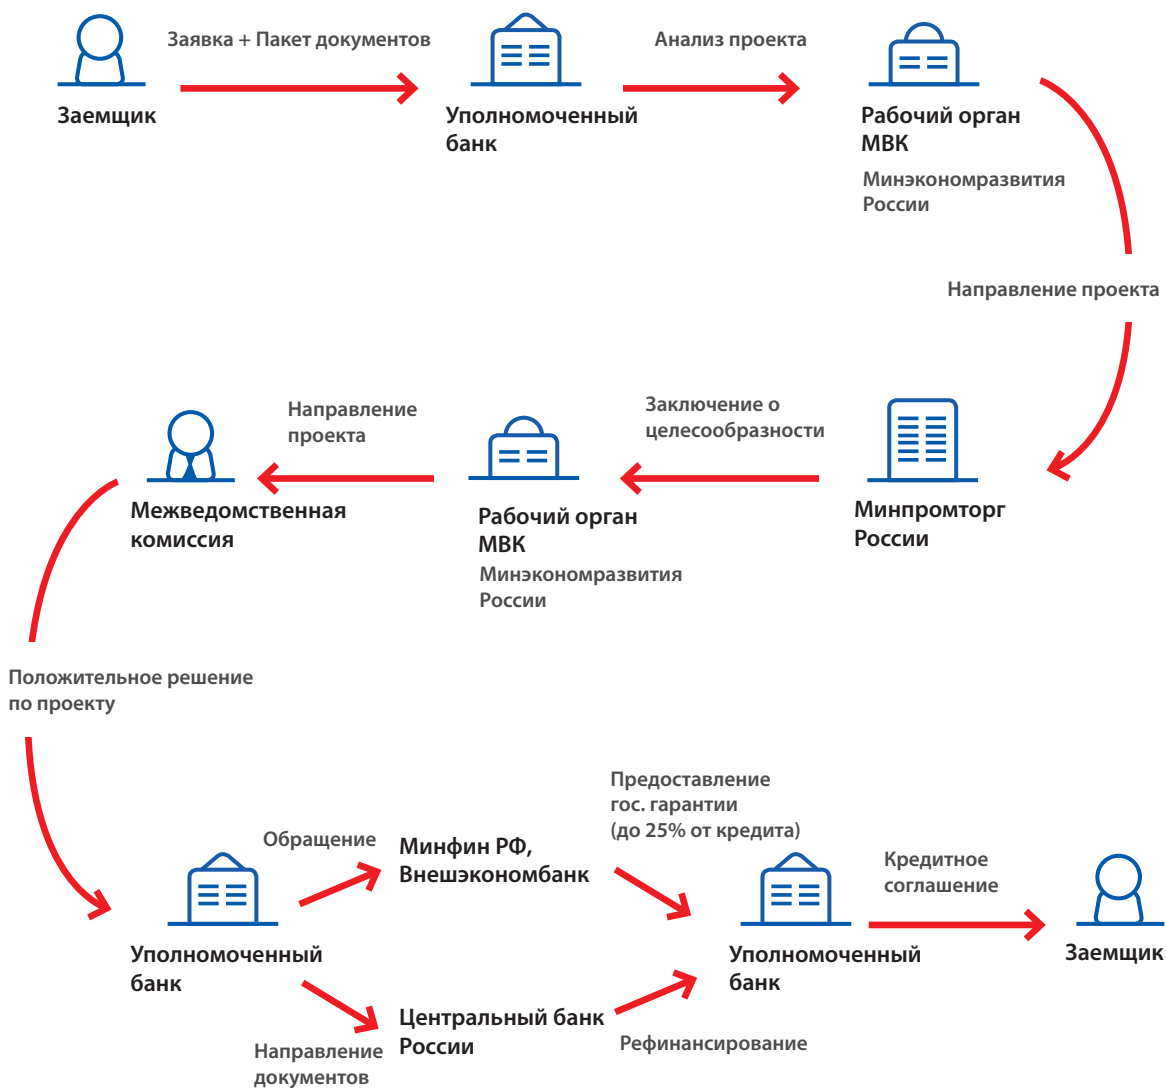 Заявка + Пакет документов
Анализ проекта
Заемщик
Уполномоченный
банк
Рабочий орган
МВК
Минэкономразвития
России
Направление проекта
Заключение о
целесообразности
Направление
проекта
Межведомственная
комиссия
Рабочий орган
МВК
Минэкономразвития
России
Минпромторг
России
Положительное решение
по проекту
Предоставление
гос. гарантии
(до 25% от кредита)
Обращение
Минфин РФ,
Внешэкономбанк
Кредитное
соглашение
Уполномоченный
банк
Уполномоченный
банк
Заемщик
Центральный банк
России
Рефинансирование
Направление
документов